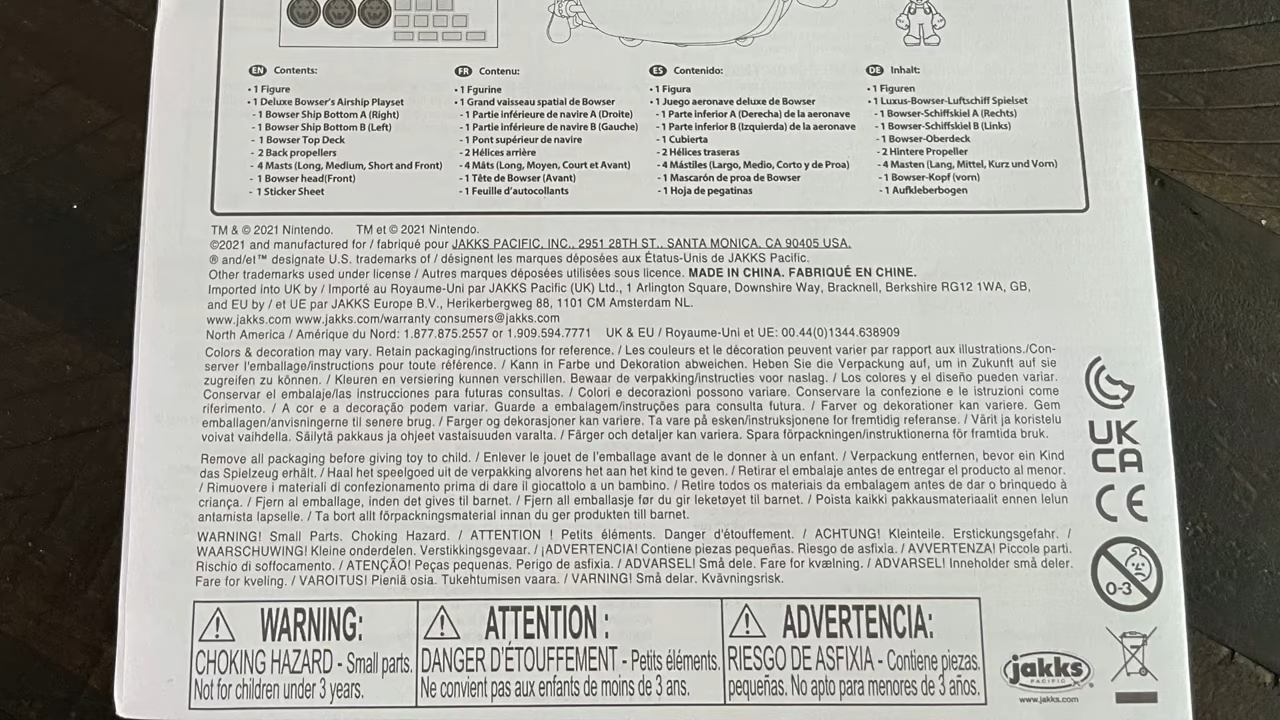 EN Contents:
• 1 Figure
• 1 Deluxe Bowser's Airship Playset
- 1 Bowser Ship Bottom A (Right)
- 1 Bowser Ship Bottom B (Left)
- 1 Bowser Top Deck
- 2 Back propellers
- 4 Masts (Long, Medium, Short and Front)
- 1 Bowser head(Front)
- 1 Sticker Sheet
FR Contenu:
• 1 Fgurine
• 1 Grand vaisseau spatial de Bowser
- 1 Partie inférieure de navire A (Droite)
- 1 Partie inférieure de navire B (Gauche)
- 1 Pont supérieur de navire
- 2 Hélices arrière
- 4 Mâts (Long, Moyen, Court et Avant)
- 1 Tête de Bowser (Avant)
- 1 Feuille d'autocollants
ES Contenido:
• 1 Figura
• 1 Juego aeronave deluxe de Bowser
- 1 Parte inferior A (Derecha) de la aeronave
- 1 Parte inferior B (Izquierda) de la aeronave
- 1 Cubierta
- 2 Hélices traseras
- 4 Mástiles (Largo, Medio, Corto y de Proa)
- 1 Mascarón de proa de Bowser
- 1 Hoja de pegatinas
DE Inhalt:
• 1 Figuren
• 1 Luxus-Bowser-Luftschiff Spielset
- 1 Bowser-Schiffskiel A (Rechts)
- 1 Bowser-Schiffskiel B (Links)
- 1 Bowser-Oberdeck
- 2 Hintere Propeller
- 4 Masten (Lang, Mittel, Kurz und Vorn)
- 1 Bowser-Kopf (vorn)
- 1 Aufkleberbogen
TM & © 2021 Nintendo. TM et © 2021 Nintendo.
©2021 and manufactured for / fabriqué pour JAKKS PACIFIC, INC., 2951 28TH ST., SANTA MONICA, CA 90405 USA.
® and/et™ designate U.S. trademarks of / désignent les marques déposées aux États-Unis de JAKKS Pacific.
Other trademarks used under license / Autres marques déposées utilisées sous licence. MADE IN CHINA. FABRIQUÉ EN CHINE.
Imported into UK by / Importé au Royaume-Uni par JAKKS Pacific (UK) Ltd., 1 Arlington Square, Downshire Way, Bracknell, Berkshire RG12 1WA, GB,
and EU by / et UE par JAKKS Europe B.V., Herikerbergweg 88, 1101 CM Amsterdam NL.
www.jakks.com www.jakks.com/warranty consumers@jakks.com
North America / Amérique du Nord: 1.877.875.2557 or 1.909.594.7771 UK & EU / Royaume-Uni et UE: 00.44(0)1344.638909
Colors & decoration may vary. Retain packaging/instructions for reference. / Les couleurs et le décoration peuvent varier par rapport aux illustrations./Con-
server l'emballage/instructions pour toute référence. / Kann in Farbe und Dekoration abweichen. Heben Sie die Verpackung auf, um in Zukunft auf sie
zugreifen zu können. / Kleuren en versiering kunnen verschillen. Bewaar de verpakking/instructies voor naslag. / Los colores y el diseño pueden variar.
Conservar el embalaje/las instrucciones para futuras consultas. / Colori e decorazioni possono variare. Conservare la confezione e le istruzioni come
riferimento. / A cor e a decoração podem variar. Guarde a embalagem/instruções para consulta futura. / Farver og dekorationer kan variere. Gem
emballagen/anvisningerne til senere brug. / Farger og dekorasjoner kan variere. Ta vare på esken/instruksjonene for fremtidig referanse. / Värit ja koristelu
voivat vaihdella. Säilytä pakkaus ja ohjeet vastaisuuden varalta. / Färger och detaljer kan variera. Spara förpackningen/instruktionerna för framtida bruk.
Remove all packaging before giving toy to child. / Enlever le jouet de l'emballage avant de le donner à un enfant. / Verpackung entfernen, bevor ein Kind
das Spielzeug erhält. / Haal het speelgoed uit de verpakking alvorens het aan het kind te geven. / Retirar el embalaje antes de entregar el producto al menor.
/ Rimuovere i materiali di confezionamento prima di dare il giocattolo a un bambino. / Retire todos os materais da embalagem antes de dar o brinquedo à
criança. / Fjern al emballage, inden det gives til barnet. / Fjern all emballasje før du gir leketøyet til barnet. / Poista kaikki pakkausmateriaalit ennen lelun
antamista lapselle. / Ta bort allt förpackningsmaterial innan du ger produkten till barnet.
WARNING! Small Parts. Choking Hazard. / ATTENTION ! Petits éléments. Danger d'étouffement. / ACHTUNG! Kleinteile. Erstickungsgefahr. /
WAARSCHUWING! Kleine onderdelen. Verstikkingsgevaar. / ¡ADVERTENCIA! Contiene piezas pequeñas. Riesgo de asfixia. / AVVERTENZA! Piccole parti.
Rischio di soffocamento. / ATENÇÃO! Peças pequenas. Perigo de asfixia. / ADVARSEL! Små dele. Fare for kvælning. / ADVARSEL! Inneholder små deler.
Fare for kveling. / VAROITUS! Pieniä osia. Tukehtumisen vaara. / VARNING! Små delar. Kvävningsrisk.
UK
CA
CE
0-3
WARNING:
CHOKING HAZARD - Small parts.
Not for children under 3 years.
ATTENTION :
DANGER D'ÉTOUFFEMENT - Petits éléments.
Ne convient pas aux enfants de moins de 3 ans.
ADVERTENCIA:
RIESGO DE ASFIXIA - Contiene piezas.
pequeñas. No apto para menores de 3 años.
jakks
PACIFIC
www.jakks.com